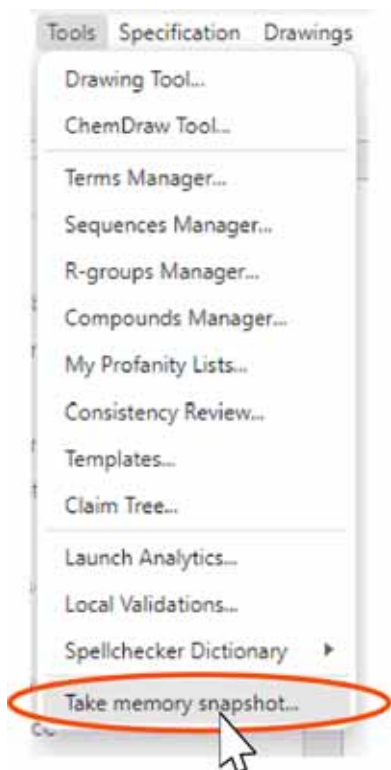 Tools Specification Drawings
Drawing Tool...
ChemDraw Tool...
Terms Manager...
Sequences Manager...
R-groups Manager...
Compounds Manager...
My Profanity Lists...
Consistency Review...
Templates...
Claim Tree...
Launch Analytics...
Local Validations...
Spellchecker Dictionary
Take memory snapshot...